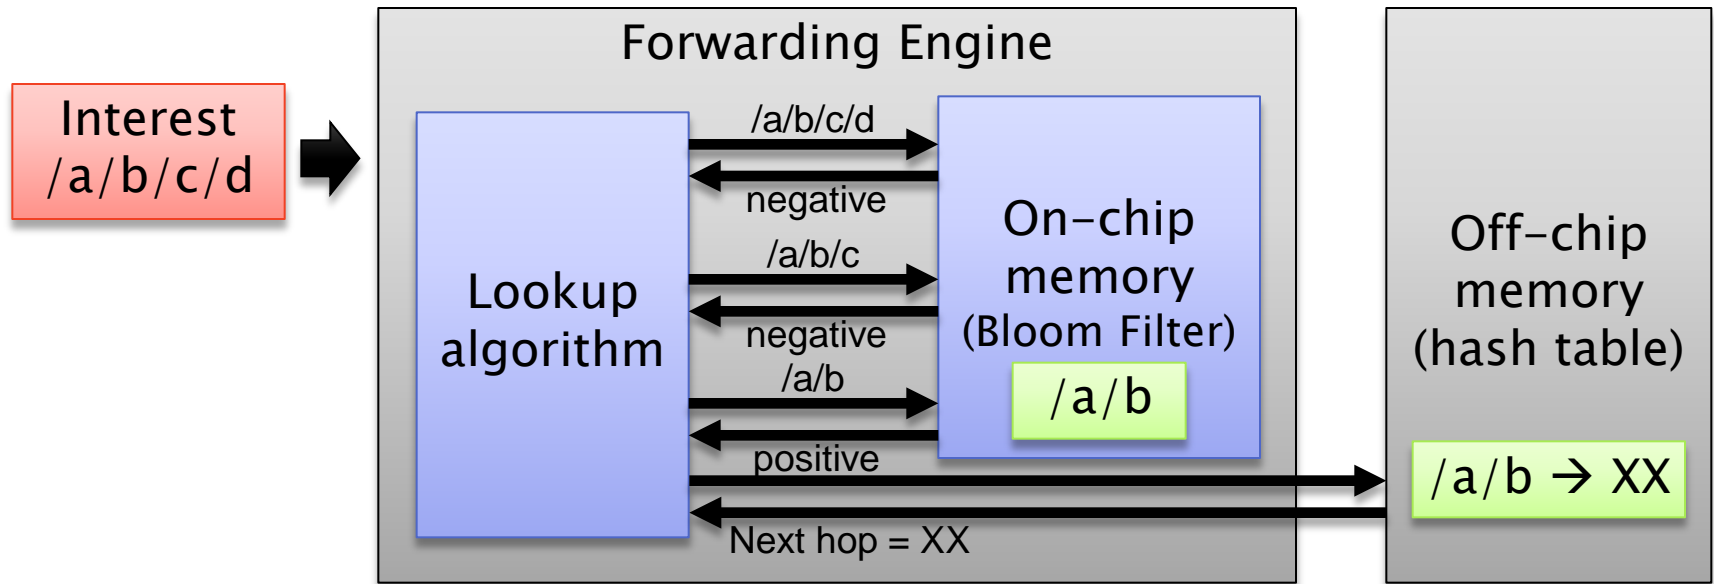 Forwarding Engine
Interest
/a/b/c/d
Lookup
algorithm
/a/b/c/d
negative
/a/b/c
negative
/a/b
positive
Next hop = XX
On-chip
memory
(Bloom Filter)
/a/b
Off-chip
memory
(hash table)
/a/b → XX